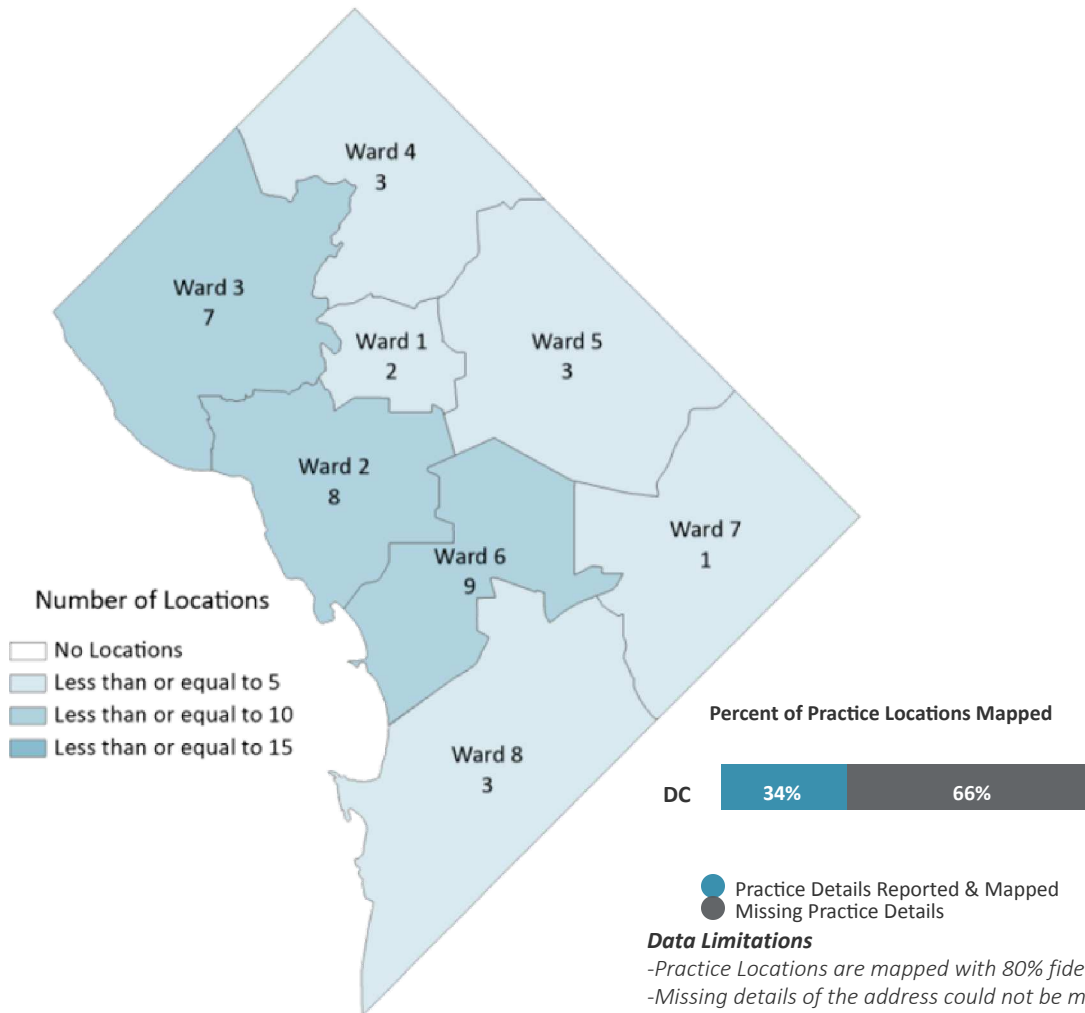 Ward 4
3
Ward 3
7
Ward 1
2
Ward 5
3
Ward 2
8
Ward 7
1
Ward 6
9
Number of Locations
No Locations
Less than or equal to 5
Less than or equal to 10
Less than or equal to 15
Ward 8
3
Percent of Practice Locations Mapped
DC
34%
66%
Practice Details Reported & Mapped
Missing Practice Details
Data Limitations
-Practice Locations are mapped with 80% fide
-Missing details of the address could not be m